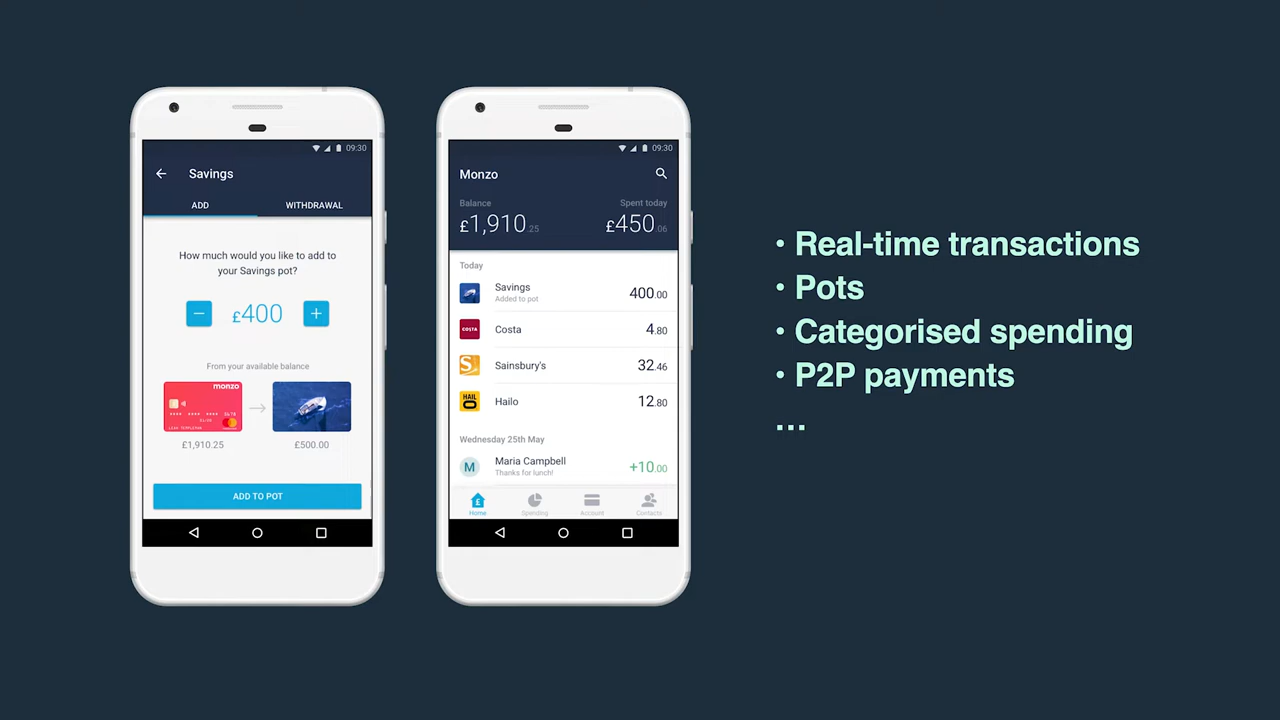 09:30
Savings
ADD
WITHDRAWAL
How much would you like to add to
your Savings pot?
− £400 +
From your available balance
monzo
£1,910.25
£500.00
ADD TO POT
09:30
Monzo
Balance
Spent today
£1,910.25
£450.06
Today
Savings
Added to pot
400.00
COSTA
Costa
4.80
S
Sainsbury's
32.46
HAILO
Hailo
12.80
Wednesday 25th May
M
Maria Campbell
Thanks for lunch!
+10.00
£
Home
Spending
Account
Contacts
• Real-time transactions
• Pots
• Categorised spending
• P2P payments
...